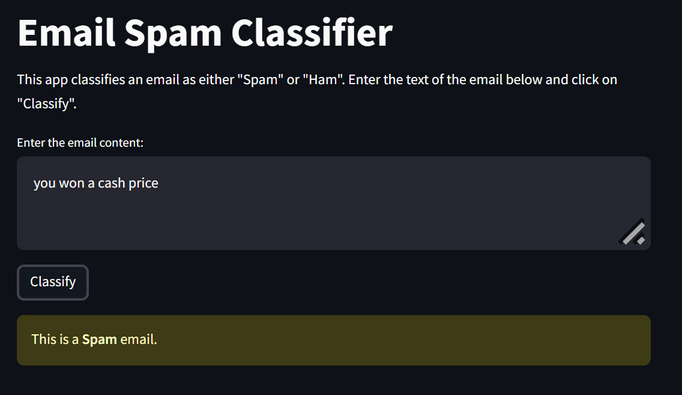 Email Spam Classifier
This app classifies an email as either "Spam" or "Ham". Enter the text of the email below and click on
"Classify".
Enter the email content:
you won a cash price
Classify
This is a Spam email.